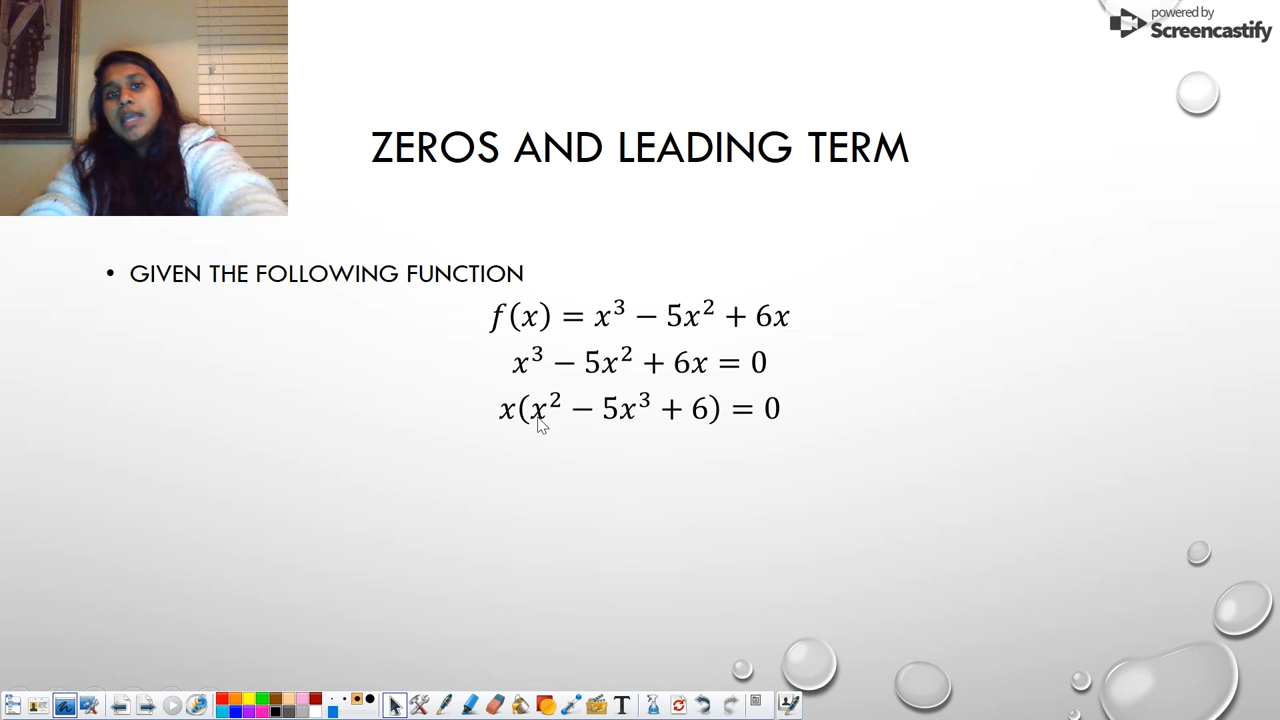 powered by
Screencastify
ZEROS AND LEADING TERM
• GIVEN THE FOLLOWING FUNCTION
f(x) = x³ − 5x² + 6x
x³ − 5x² + 6x = 0
x(x² − 5x³ + 6) = 0